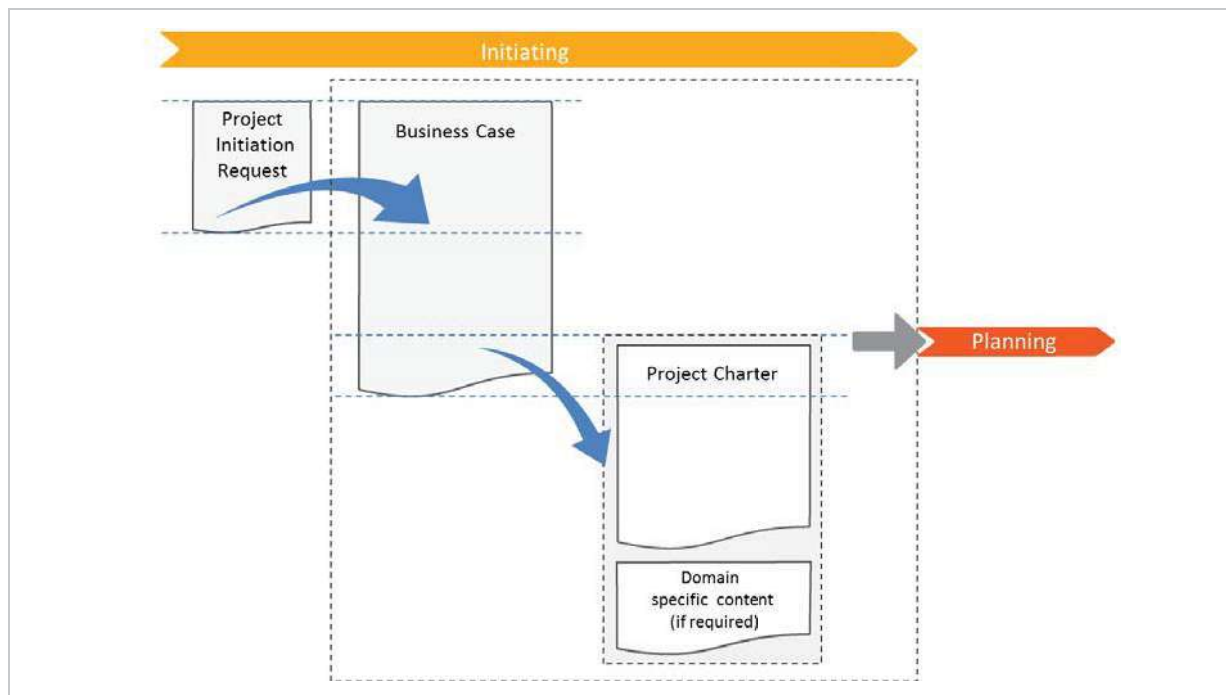 Initiating
Project
Initiation
Request
Business Case
Planning
Project Charter
Domain
specific content
(if required)